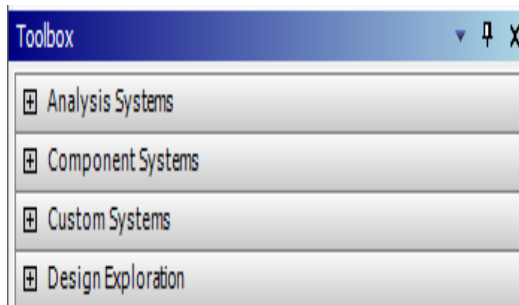 Toolbox
Analysis Systems
Component Systems
Custom Systems
Design Exploration